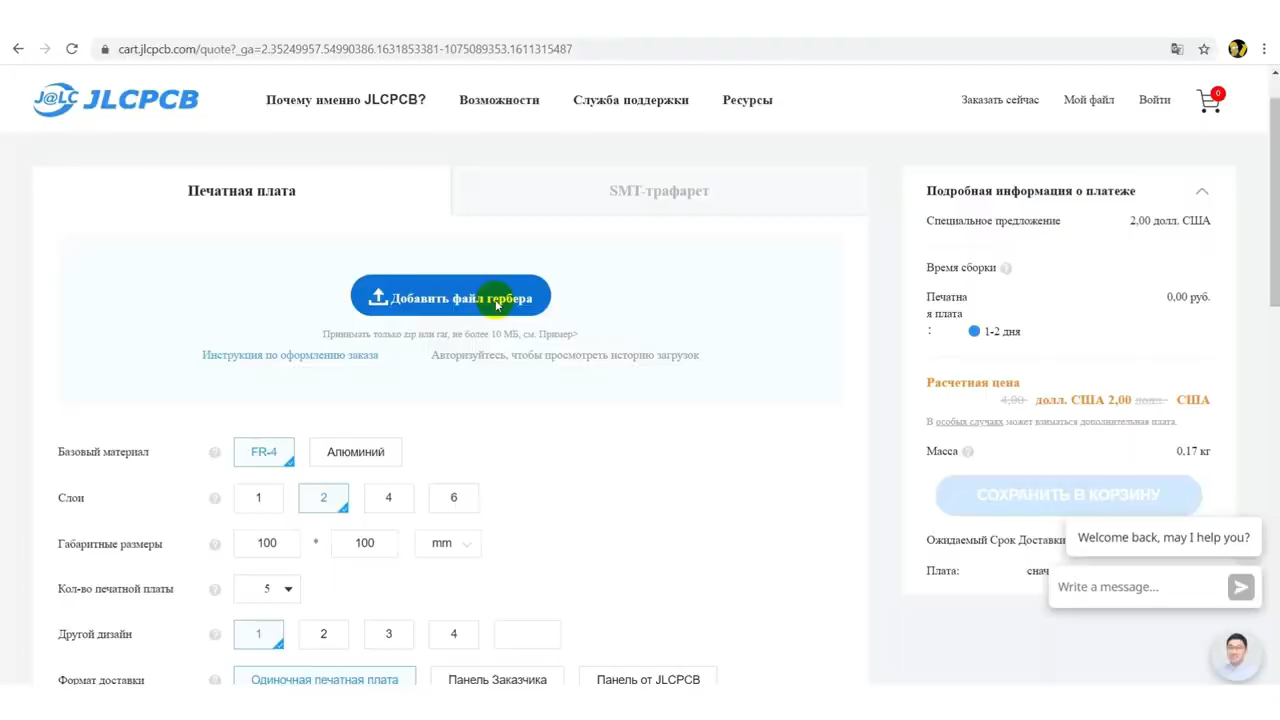 cart.jlcpcb.com/quote?_ga=2.35249957.54990386.1631853381-1075089353.1611315487
J@LC JLCPCB
Почему именно JLCPCB?
Возможности
Служба поддержки
Ресурсы
Заказать сейчас
Мой файл
Войти
0
Печатная плата
SMT-трафарет
Добавить файл гербера
Принимать только zip или rar, не более 10 МБ, см. Пример>
Инструкция по оформлению заказа
Авторизуйтесь, чтобы просмотреть историю загрузок
Базовый материал ? FR-4 Алюминий
Слои ? 1 2 4 6
Габаритные размеры ? 100 * 100 mm
Кол-во печатной платы ? 5
Другой дизайн ? 1 2 3 4
Формат доставки ? Одиночная печатная плата Панель Заказчика Панель от JLCPCB
Подробная информация о платеже
Специальное предложение 2,00 долл. США
Время сборки ?
Печатна 0,00 руб.
я плата
: 1-2 дня
Расчетная цена
4,00 долл. США 2,00 долл. США
В особых случаях может взиматься дополнительная плата.
Масса ? 0,17 кг
СОХРАНИТЬ В КОРЗИНУ
Ожидаемый Срок Доставки
Плата:
Welcome back, may I help you?
Write a message...